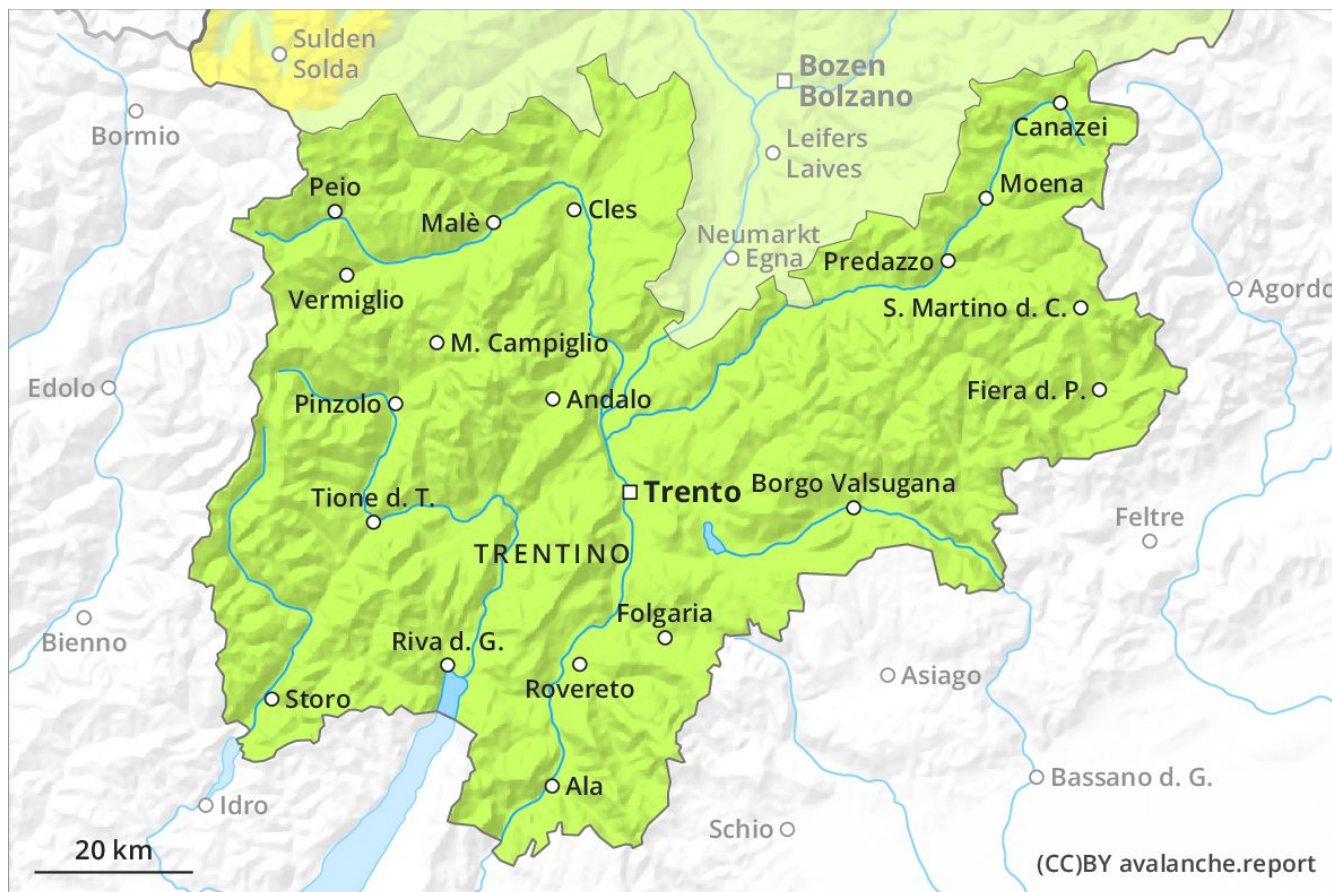 Sulden
Solda
Bozen
Bolzano
Bormio
Canazei
Leifers
Laives
Peio
Moena
Malè
Cles
Neumarkt
Egna
Predazzo
Vermiglio
Agordo
S. Martino d. C.
M. Campiglio
Edolo
Pinzolo
Andalo
Fiera d. P.
Trento
Borgo Valsugana
Tione d. T.
Feltre
TRENTINO
Bienno
Folgaria
Riva d. G.
Asiago
Rovereto
Storo
Bassano d. G.
Ala
Idro
Schio
20 km
(CC)BY avalanche.report